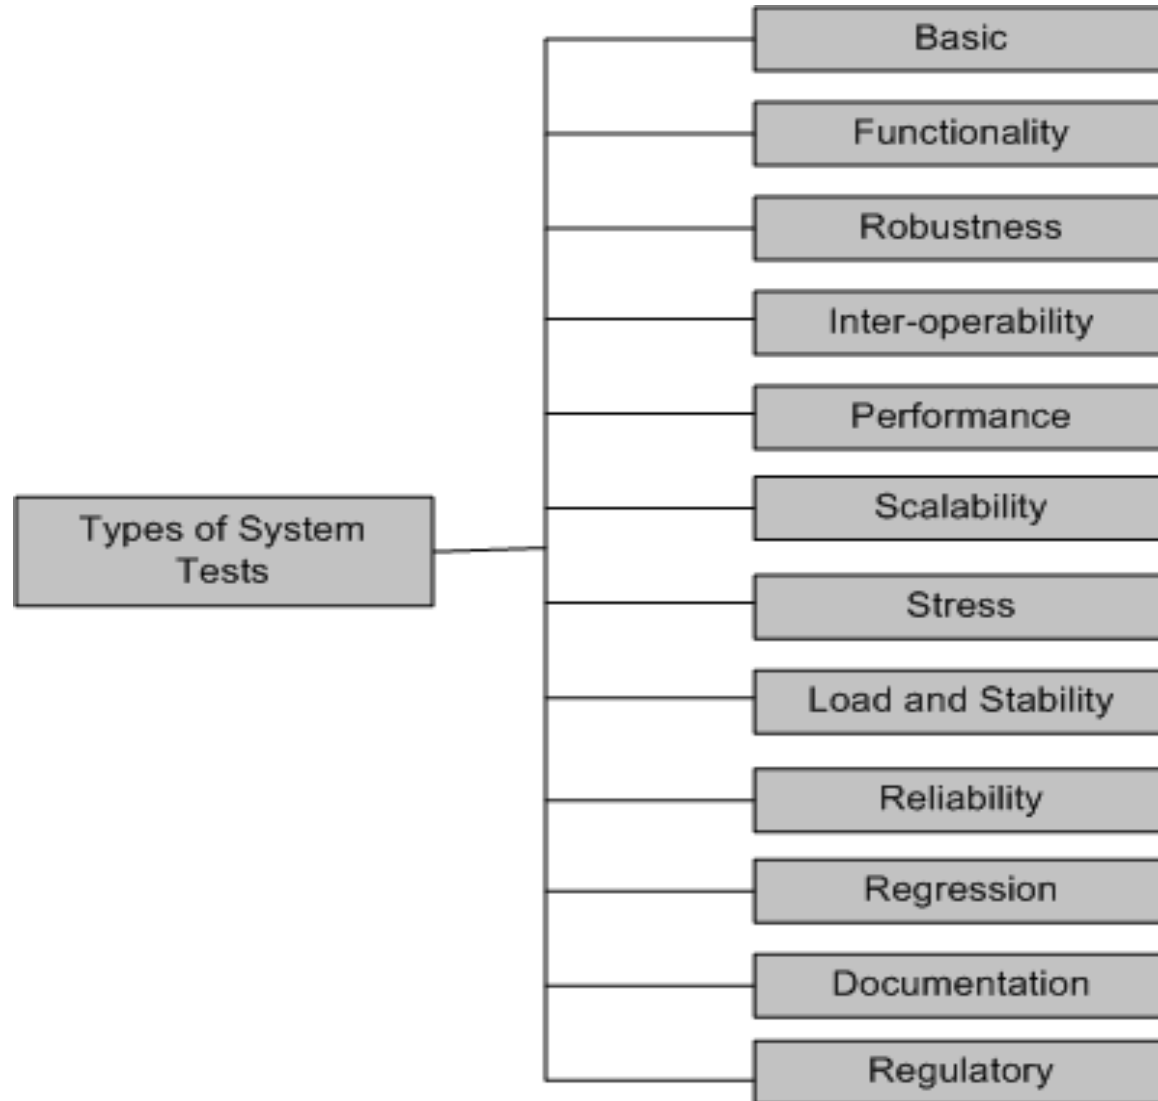 Basic
Functionality
Robustness
Inter-operability
Performance
Scalability
Types of System
Tests
Stress
Load and Stability
Reliability
Regression
Documentation
Regulatory